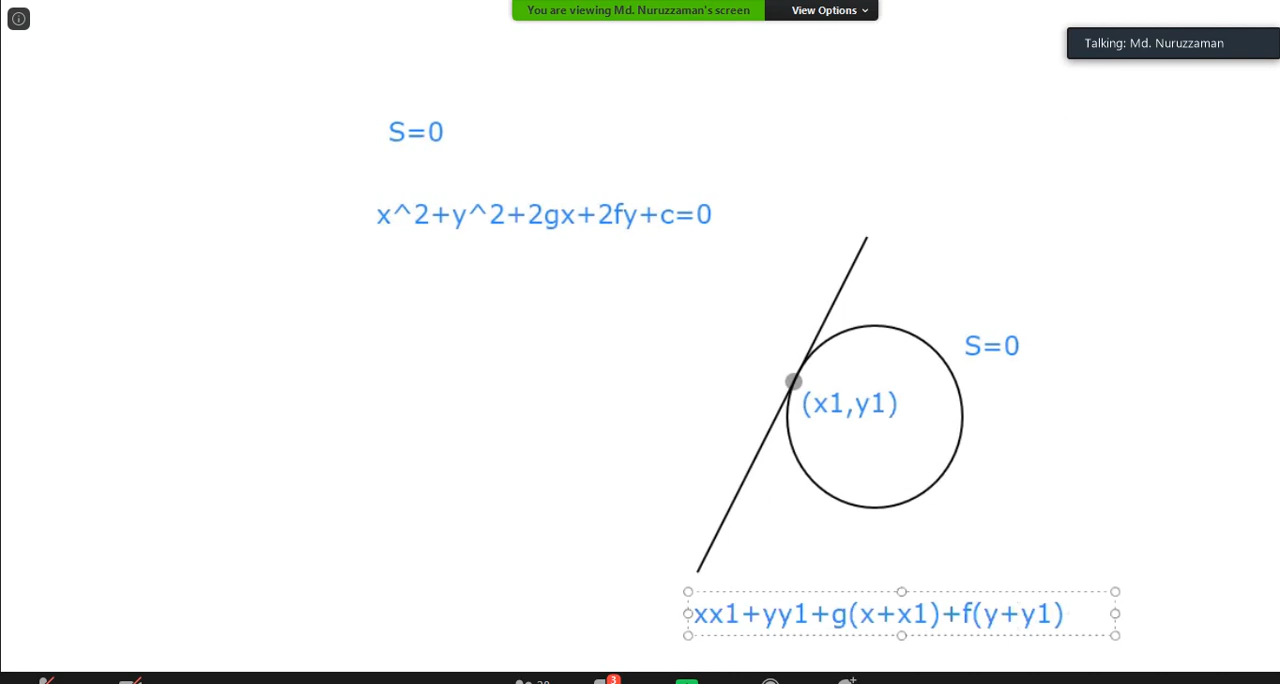 You are viewing Md. Nuruzzaman's screen
View Options
Talking: Md. Nuruzzaman
S=0
x^2+y^2+2gx+2fy+c=0
S=0
(x1,y1)
xx1+yy1+g(x+x1)+f(y+y1)
3